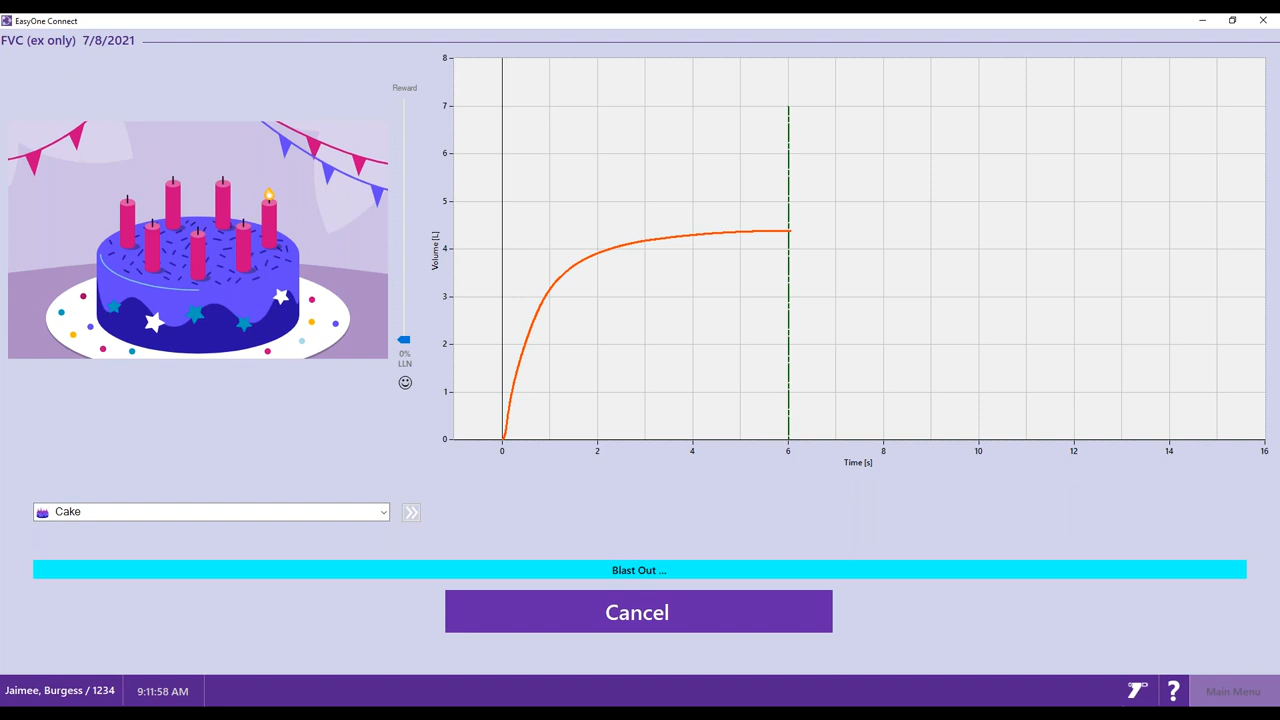 EasyOne Connect
FVC (ex only) 7/8/2021
Reward
0%
LLN
8
7
6
5
4
3
2
1
0
Volume [L]
0 2 4 6 8 10 12 14 16
Time [s]
Cake
Blast Out ...
Cancel
Jaimee, Burgess / 1234
9:11:58 AM
?
Main Menu